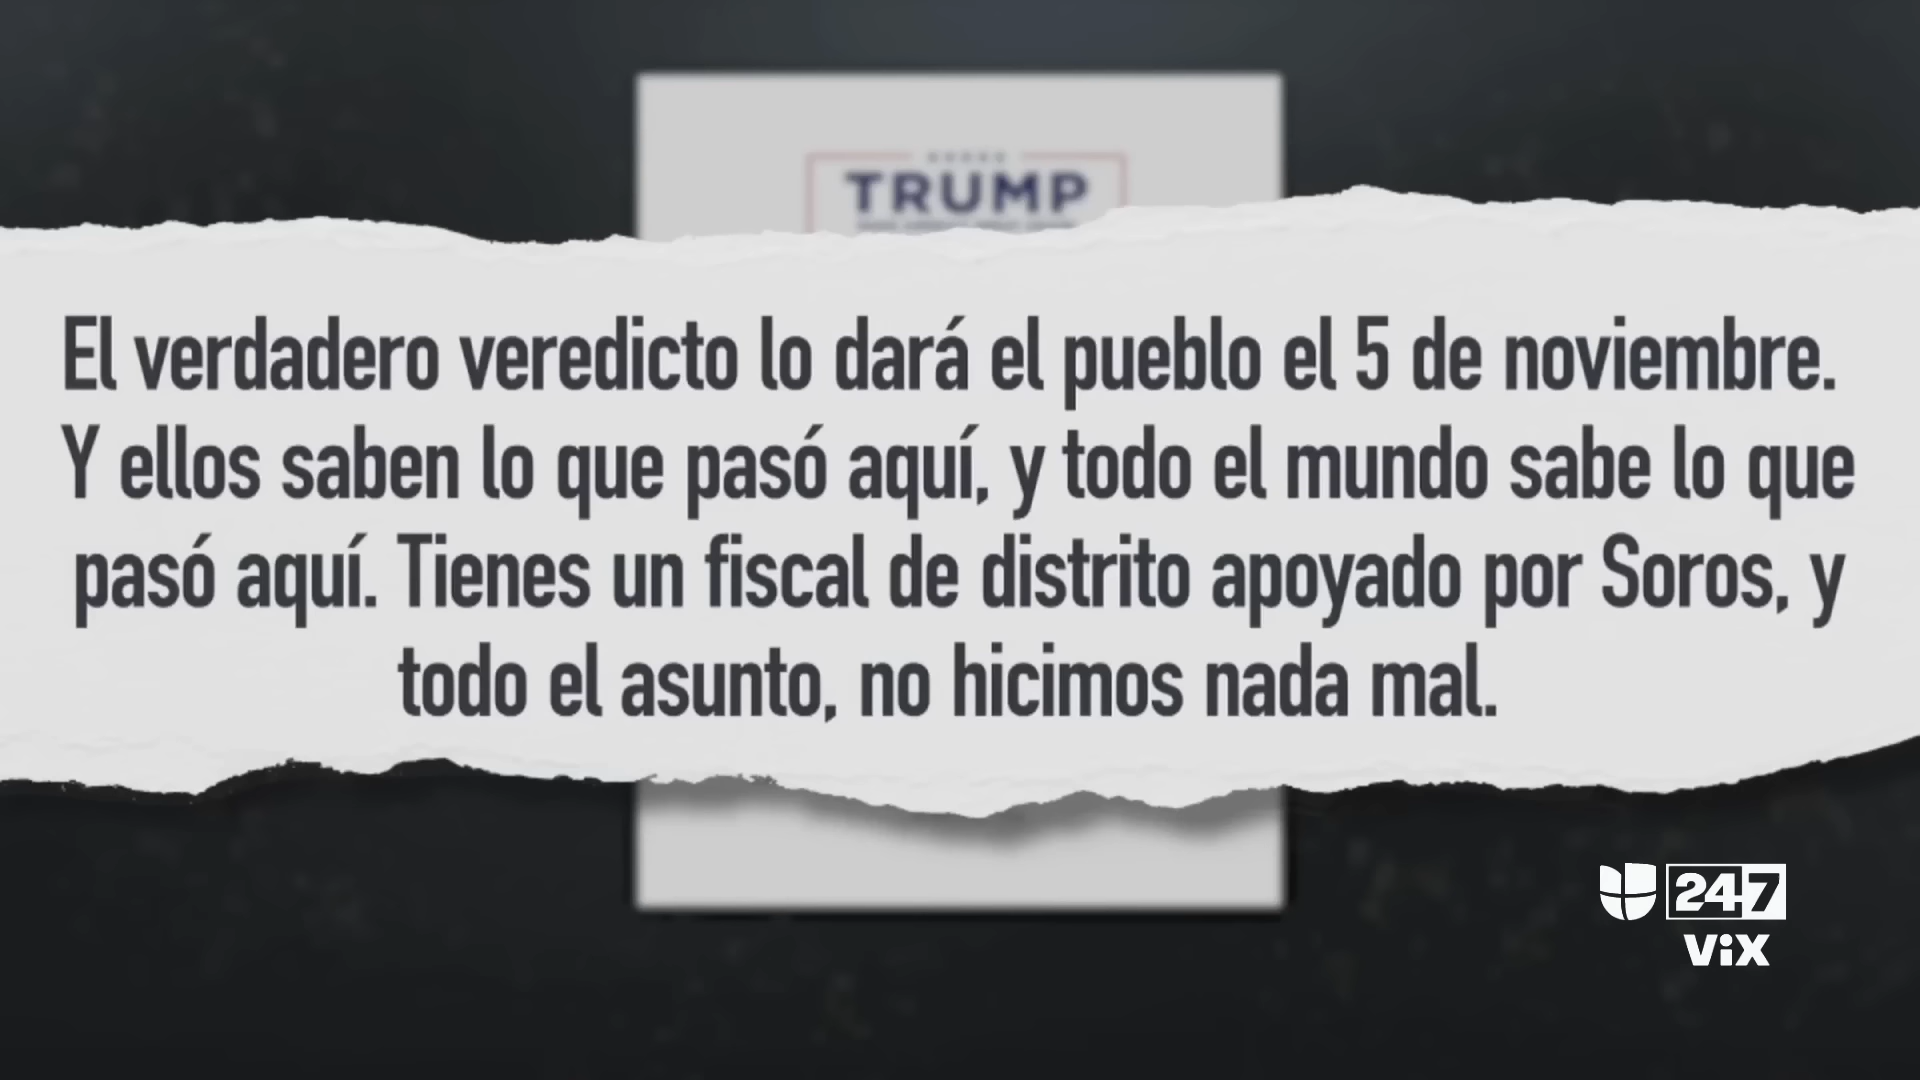 TRUMP
El verdadero veredicto lo dará el pueblo el 5 de noviembre.
Y ellos saben lo que pasó aquí, y todo el mundo sabe lo que
pasó aquí. Tienes un fiscal de distrito apoyado por Soros, y
todo el asunto, no hicimos nada mal.
24-7
ViX